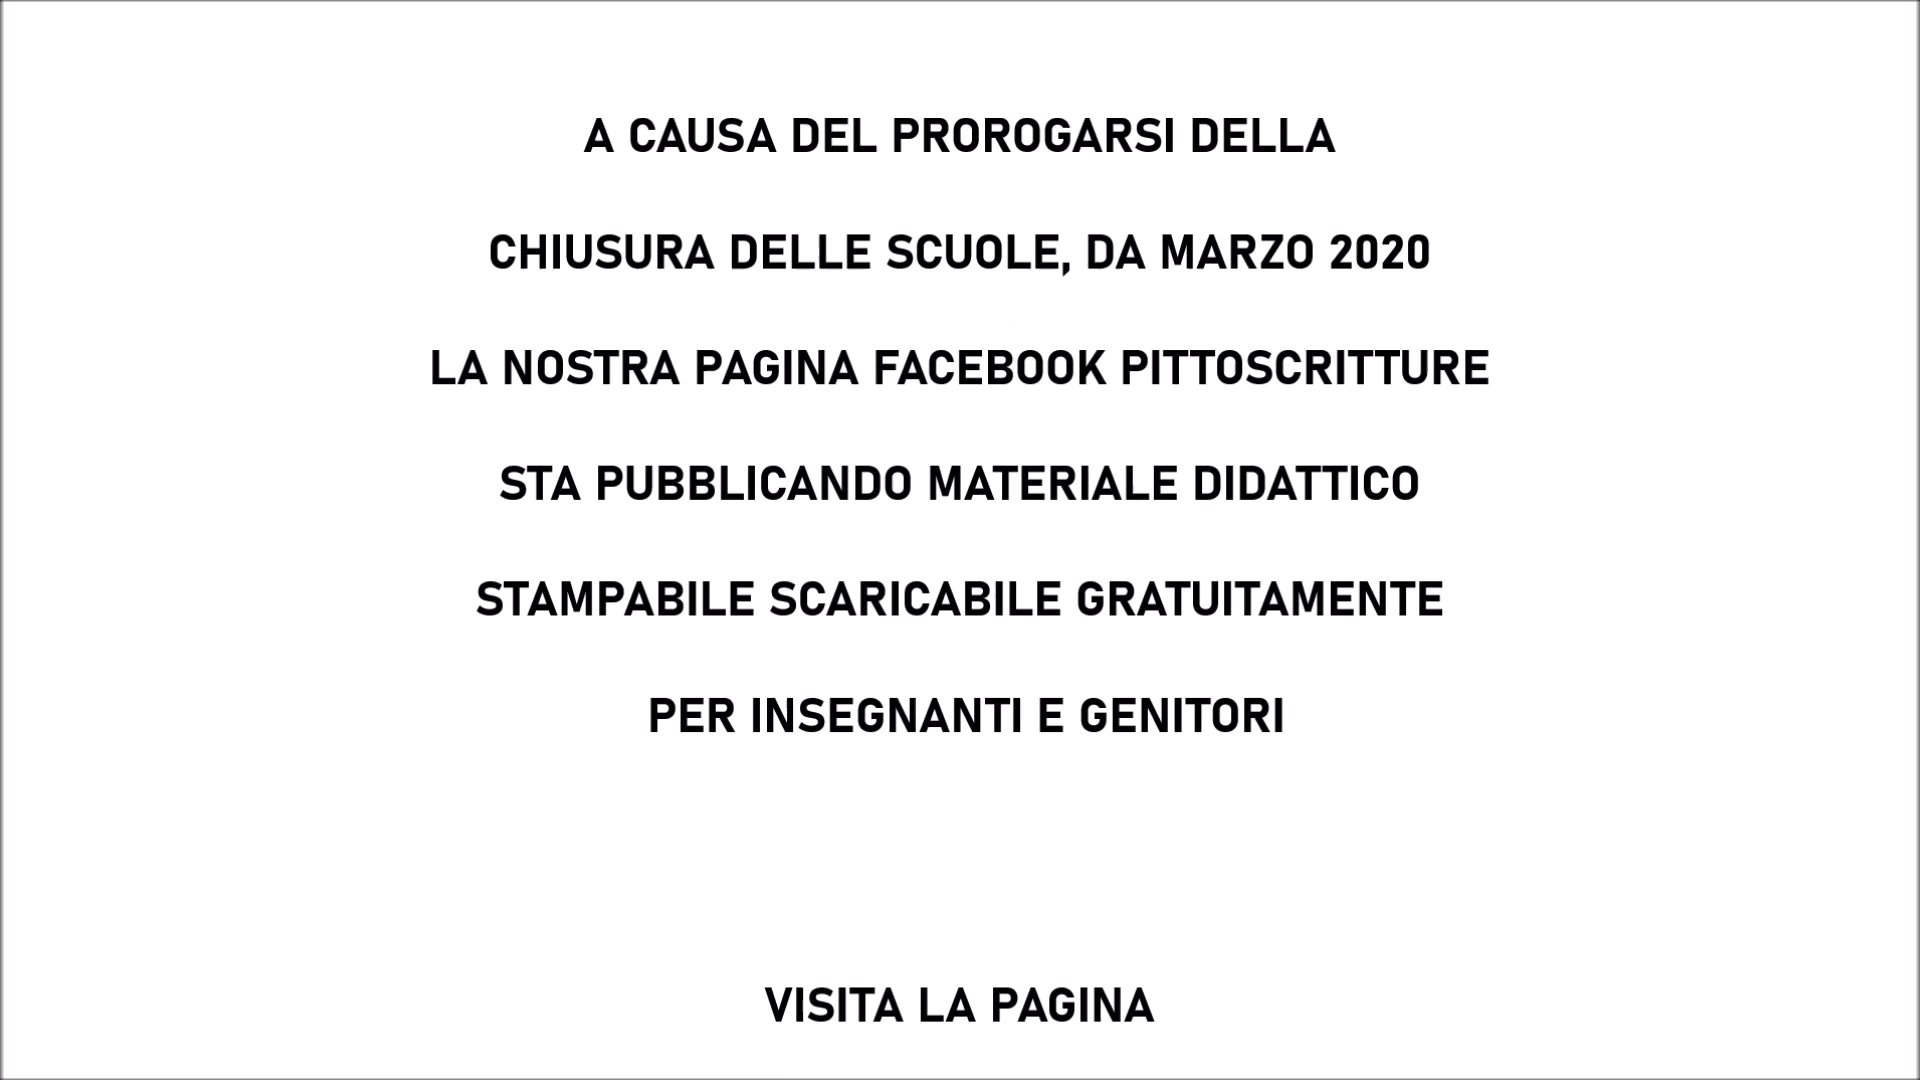 A CAUSA DEL PROROGARSI DELLA
CHIUSURA DELLE SCUOLE, DA MARZO 2020
LA NOSTRA PAGINA FACEBOOK PITTOSCRITTURE
STA PUBBLICANDO MATERIALE DIDATTICO
STAMPABILE SCARICABILE GRATUITAMENTE
PER INSEGNANTI E GENITORI
VISITA LA PAGINA